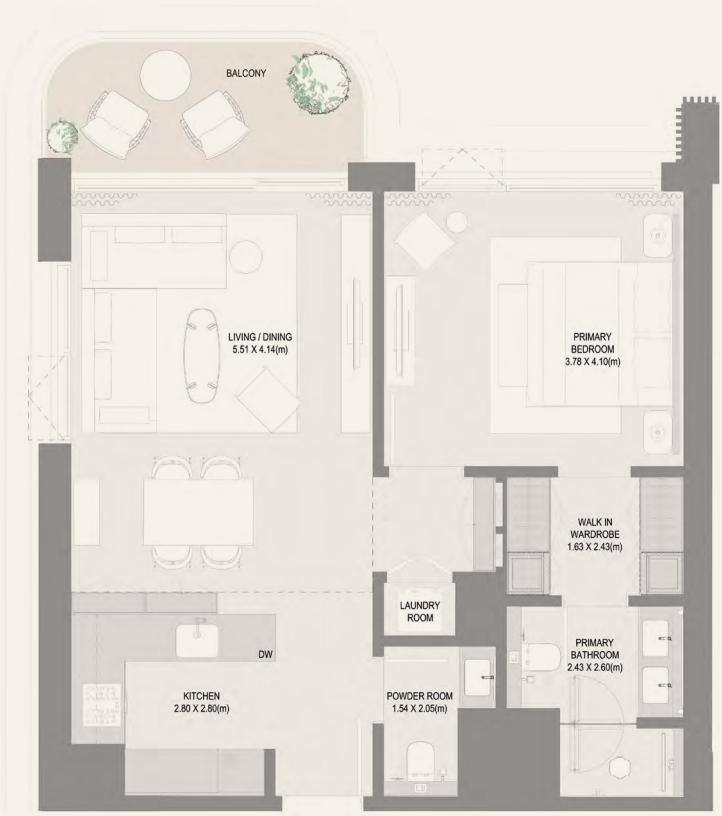 BALCONY
LIVING / DINING
5.51 X 4.14(m)
PRIMARY
BEDROOM
3.78 X 4.10(m)
WALK IN
WARDROBE
1.63 X 2.43(m)
LAUNDRY
ROOM
PRIMARY
BATHROOM
2.43 X 2.60(m)
DW
KITCHEN
2.80 X 2.80(m)
POWDER ROOM
1.54 X 2.05(m)